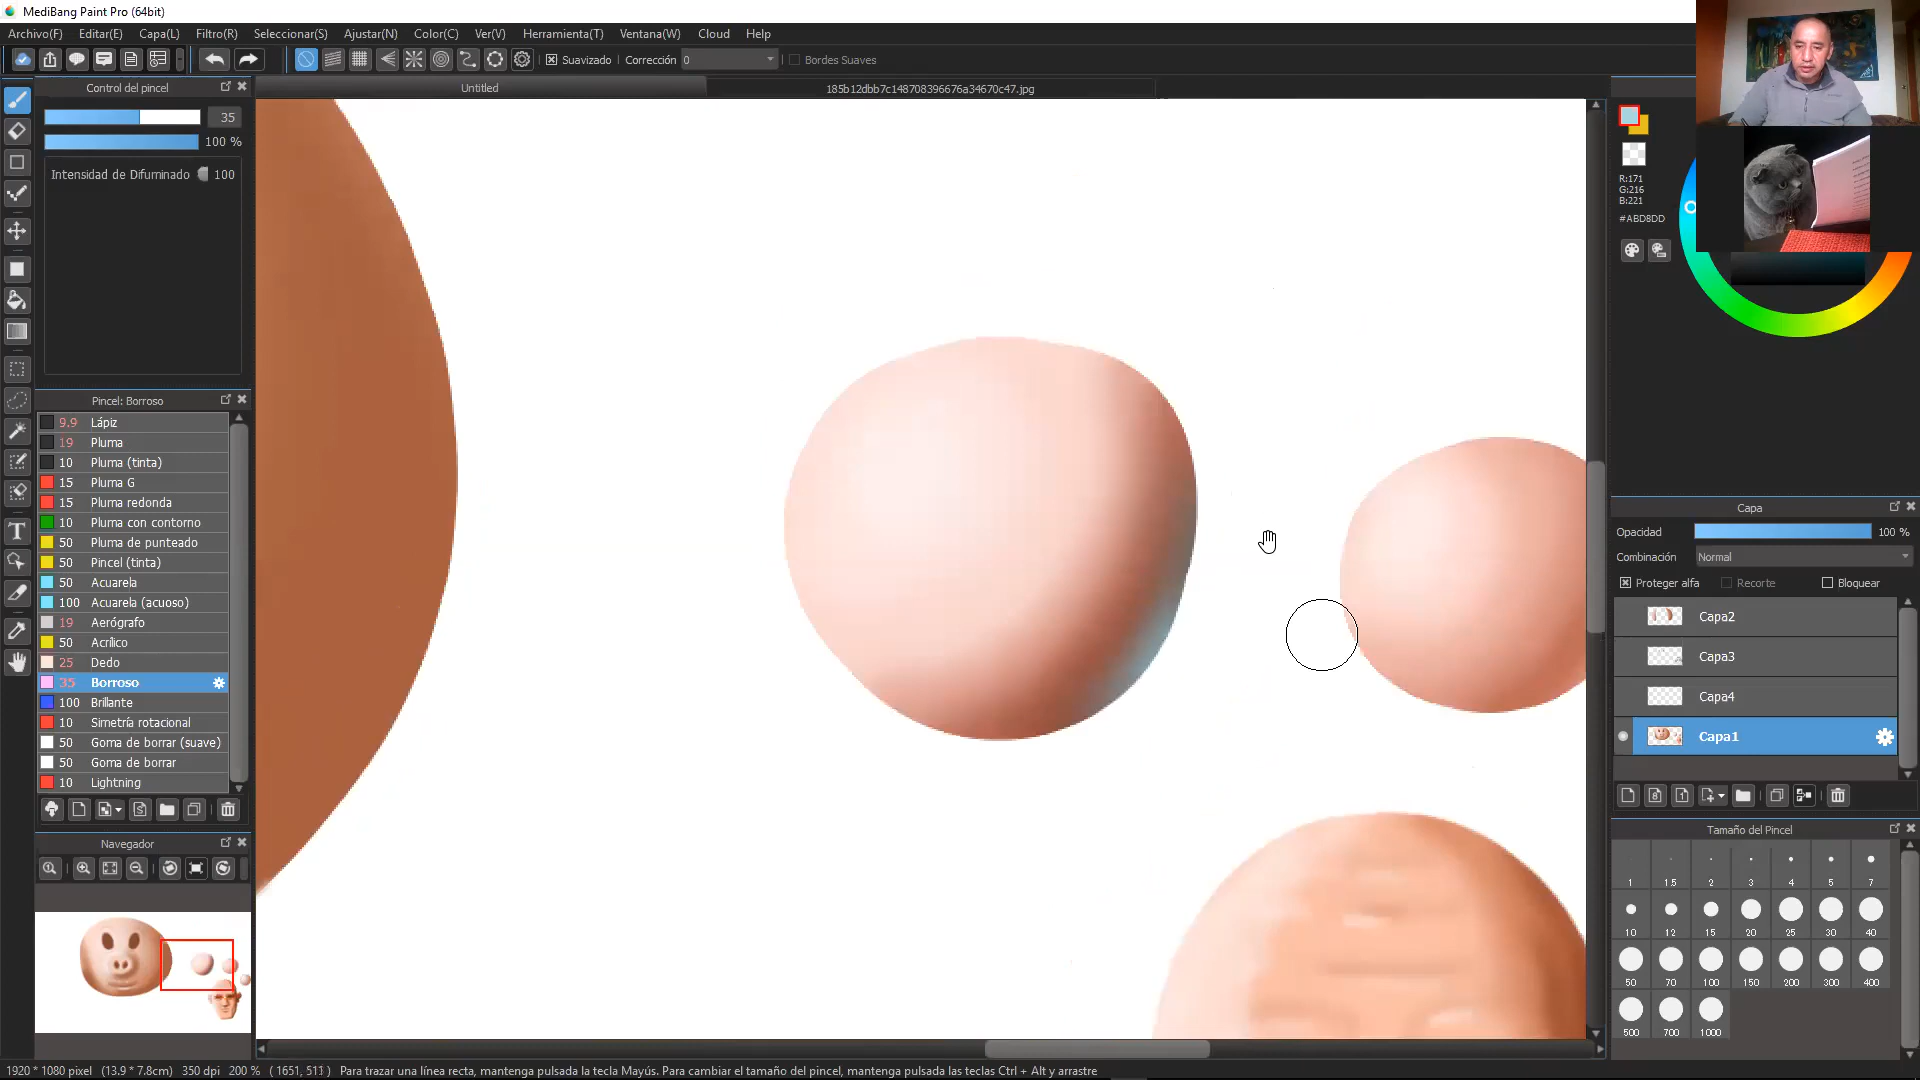 MediBang Paint Pro (64bit)
Archivo(F) Editar(E) Capa(L) Filtro(R) Seleccionar(S) Ajustar(N) Color(C) Ver(V) Herramienta(T) Ventana(W) Cloud Help
Suavizado Corrección 0 Bordes Suaves
Control del pincel
Untitled
185b12dbb7c148708396676a34670c47.jpg
35
100 %
Intensidad de Difuminado 100
Pincel: Borroso
9.9 Lápiz
19 Pluma
10 Pluma (tinta)
15 Pluma G
15 Pluma redonda
10 Pluma con contorno
50 Pluma de punteado
50 Pincel (tinta)
50 Acuarela
100 Acuarela (acuoso)
19 Aerógrafo
50 Acrílico
25 Dedo
35 Borroso
100 Brillante
10 Simetría rotacional
50 Goma de borrar (suave)
50 Goma de borrar
10 Lightning
Navegador
R:171
G:216
B:221
#ABD8DD
Capa
Opacidad 100 %
Combinación Normal
Proteger alfa Recorte Bloquear
Capa2
Capa3
Capa4
Capa1
Tamaño del Pincel
1 1.5 2 3 4 5 7
10 12 15 20 25 30 40
50 70 100 150 200 300 400
500 700 1000
1920 * 1080 pixel (13.9 * 7.8cm) 350 dpi 200 % ( 1651, 511 ) Para trazar una línea recta, mantenga pulsada la tecla Mayús. Para cambiar el tamaño del pincel, mantenga pulsada las teclas Ctrl + Alt y arrastre